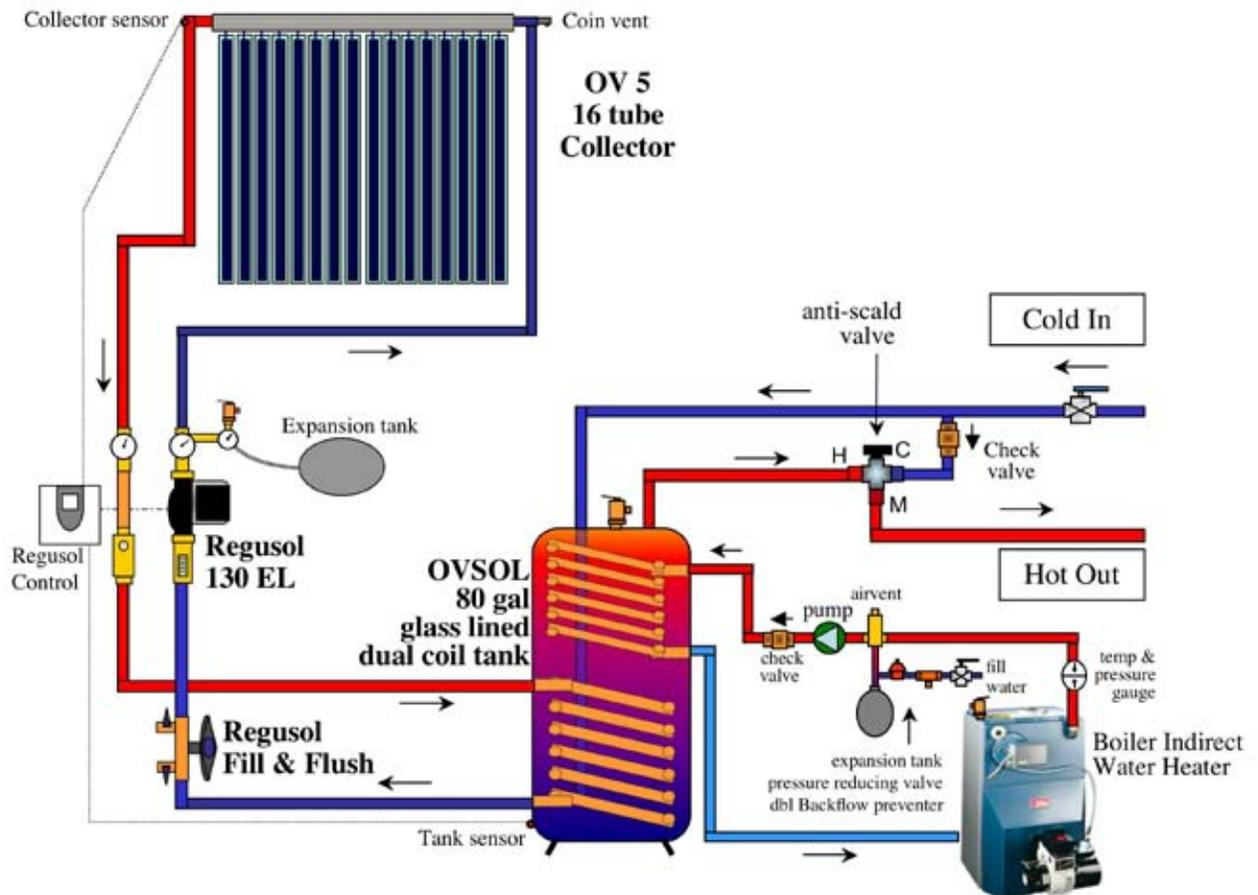 Collector sensor
Coin vent
OV 5
16 tube
Collector
anti-scald
valve
Cold In
Expansion tank
H
C
M
Check
valve
Regusol
Control
Regusol
130 EL
OVSOL
80 gal
glass lined
dual coil tank
Hot Out
airvent
pump
check
valve
fill
water
temp &
pressure
gauge
Regusol
Fill & Flush
expansion tank
pressure reducing valve
dbl Backflow preventer
Boiler Indirect
Water Heater
Tank sensor